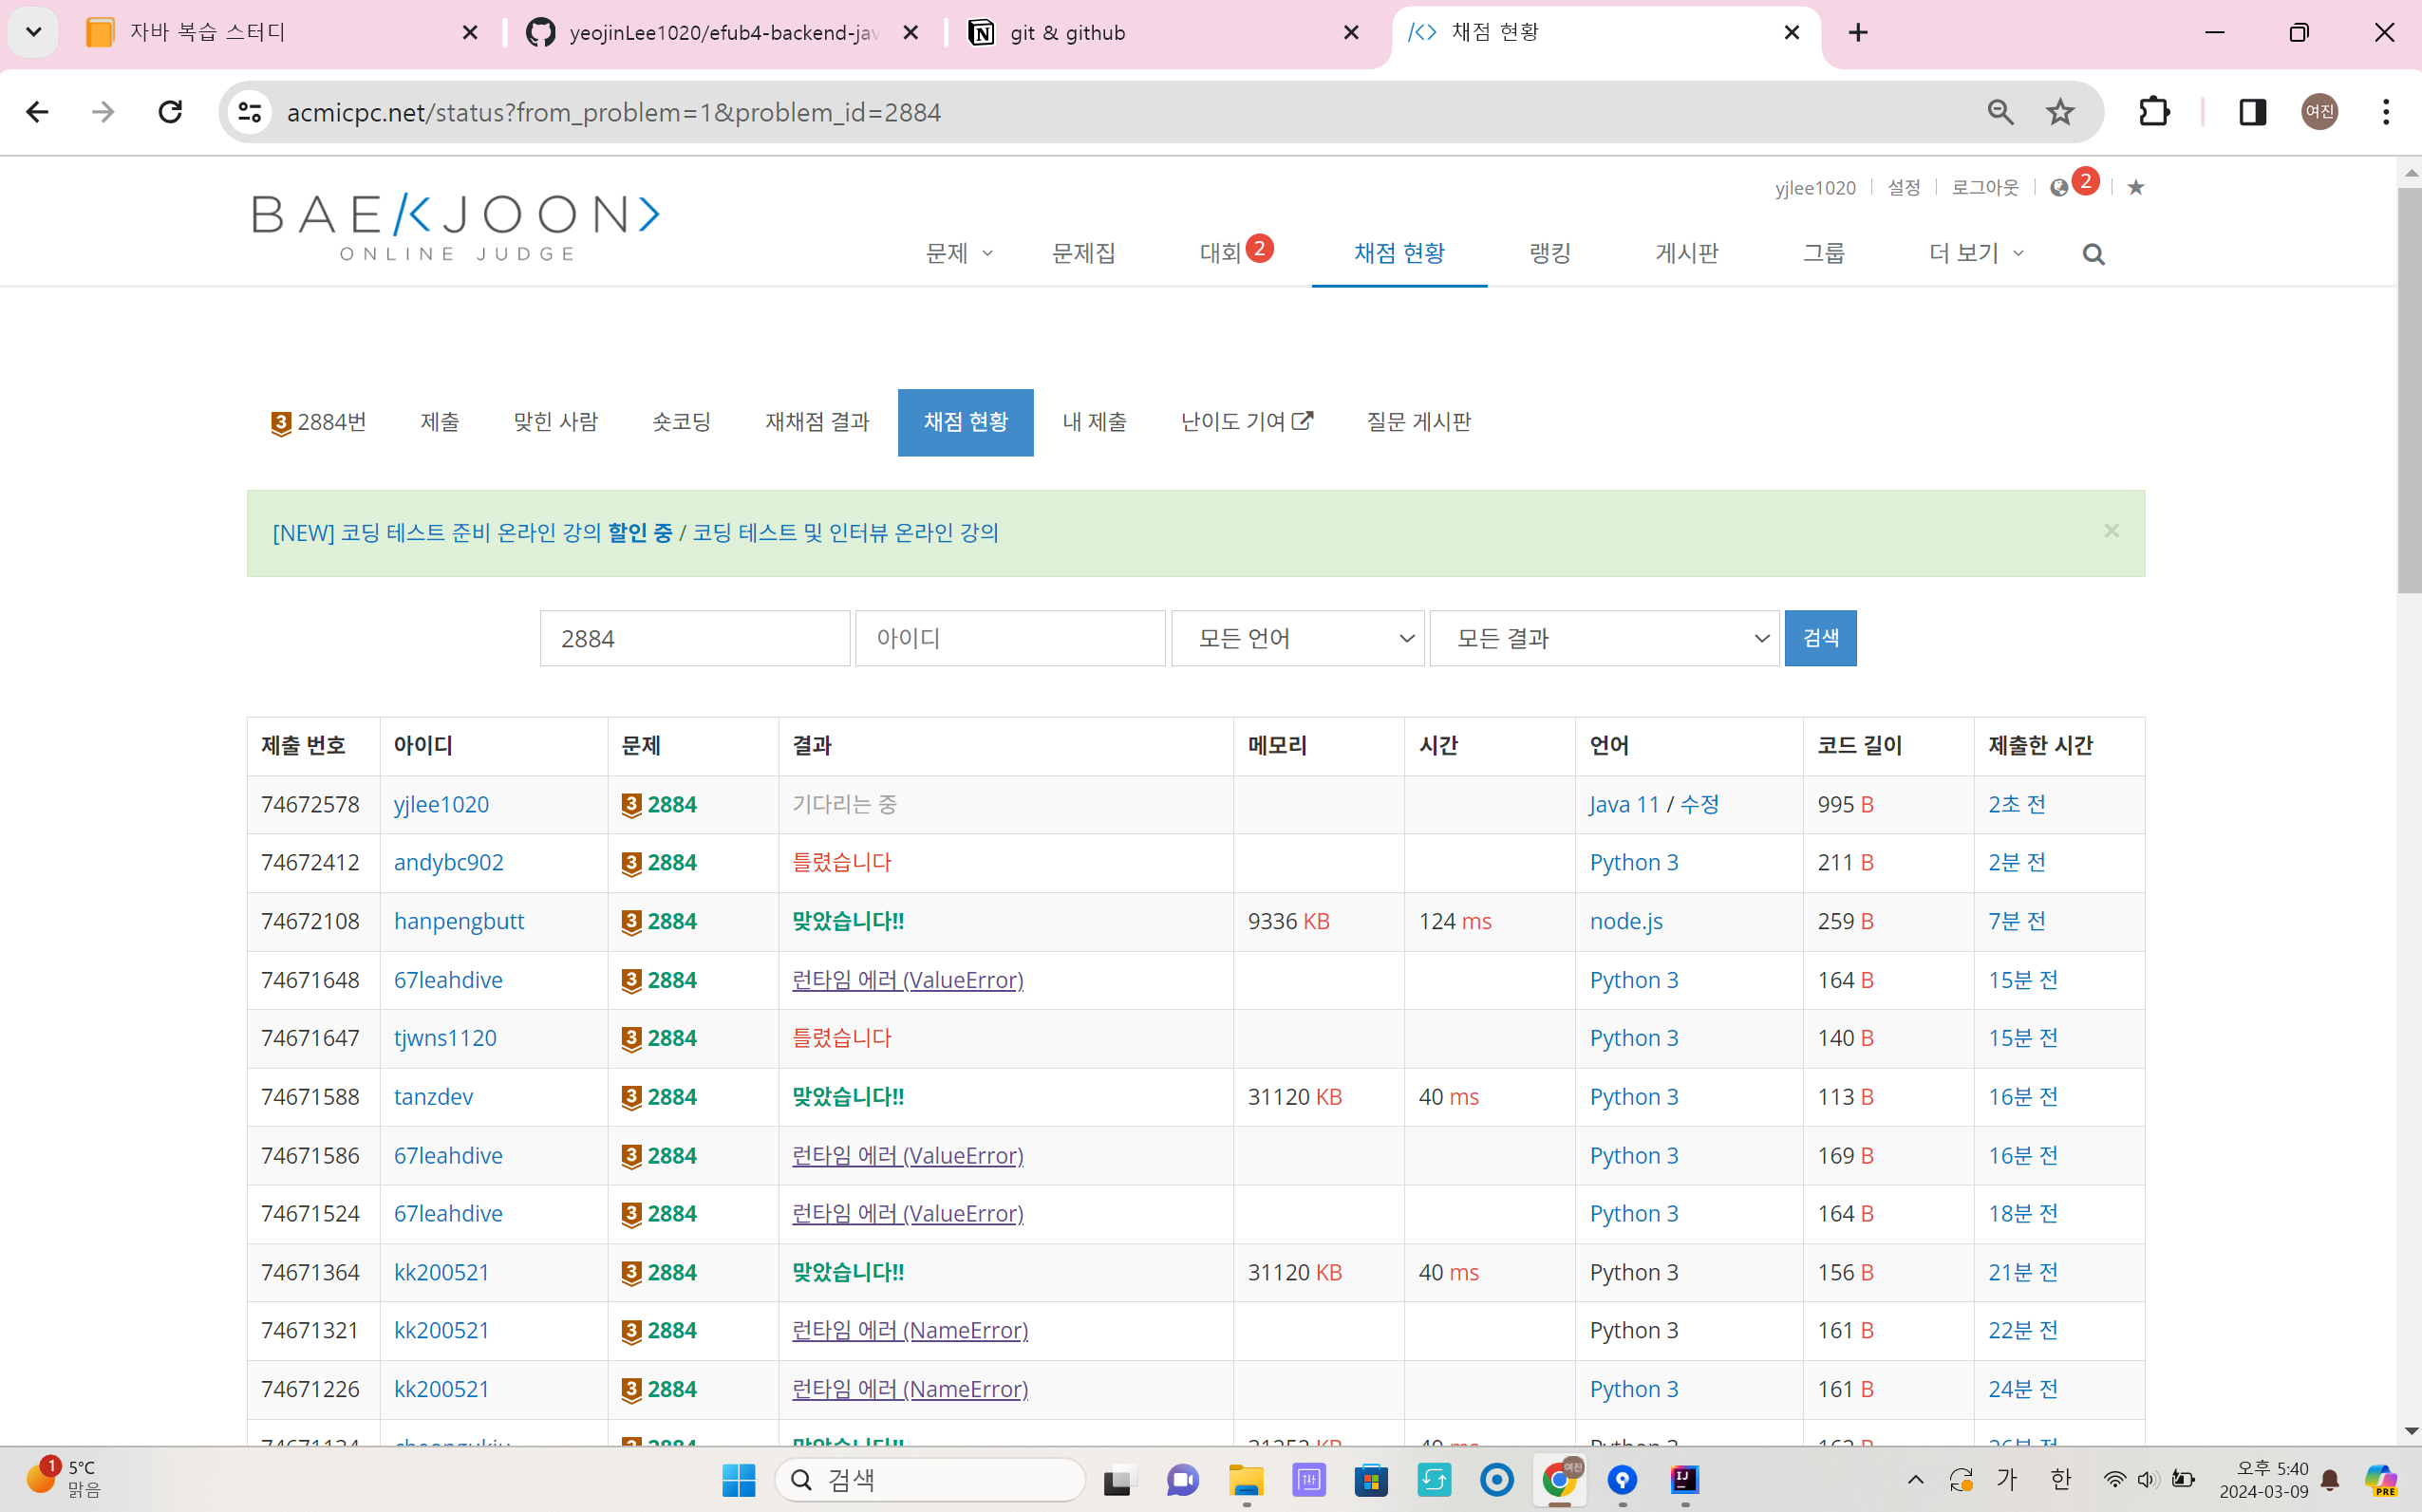 자바 복습 스터디
yeojinLee1020/efub4-backend-jav
git & github
채점 현황
acmicpc.net/status?from_problem=1&problem_id=2884
여진
yjlee1020 설정 로그아웃 2
BAEKJOON
ONLINE JUDGE
문제 문제집 대회 2 채점 현황 랭킹 게시판 그룹 더 보기
3 2884번 제출 맞힌 사람 숏코딩 재채점 결과 채점 현황 내 제출 난이도 기여 질문 게시판
[NEW] 코딩 테스트 준비 온라인 강의 할인 중 / 코딩 테스트 및 인터뷰 온라인 강의 ×
2884 아이디 모든 언어 모든 결과 검색
제출 번호 아이디 문제 결과 메모리 시간 언어 코드 길이 제출한 시간
74672578 yjlee1020 3 2884 기다리는 중 Java 11 / 수정 995 B 2초 전
74672412 andybc902 3 2884 틀렸습니다 Python 3 211 B 2분 전
74672108 hanpengbutt 3 2884 맞았습니다!! 9336 KB 124 ms node.js 259 B 7분 전
74671648 67leahdive 3 2884 런타임 에러 (ValueError) Python 3 164 B 15분 전
74671647 tjwns1120 3 2884 틀렸습니다 Python 3 140 B 15분 전
74671588 tanzdev 3 2884 맞았습니다!! 31120 KB 40 ms Python 3 113 B 16분 전
74671586 67leahdive 3 2884 런타임 에러 (ValueError) Python 3 169 B 16분 전
74671524 67leahdive 3 2884 런타임 에러 (ValueError) Python 3 164 B 18분 전
74671364 kk200521 3 2884 맞았습니다!! 31120 KB 40 ms Python 3 156 B 21분 전
74671321 kk200521 3 2884 런타임 에러 (NameError) Python 3 161 B 22분 전
74671226 kk200521 3 2884 런타임 에러 (NameError) Python 3 161 B 24분 전
1 5°C
맑음
검색
여진
IJ
가 한
오후 5:40
2024-03-09
PRE